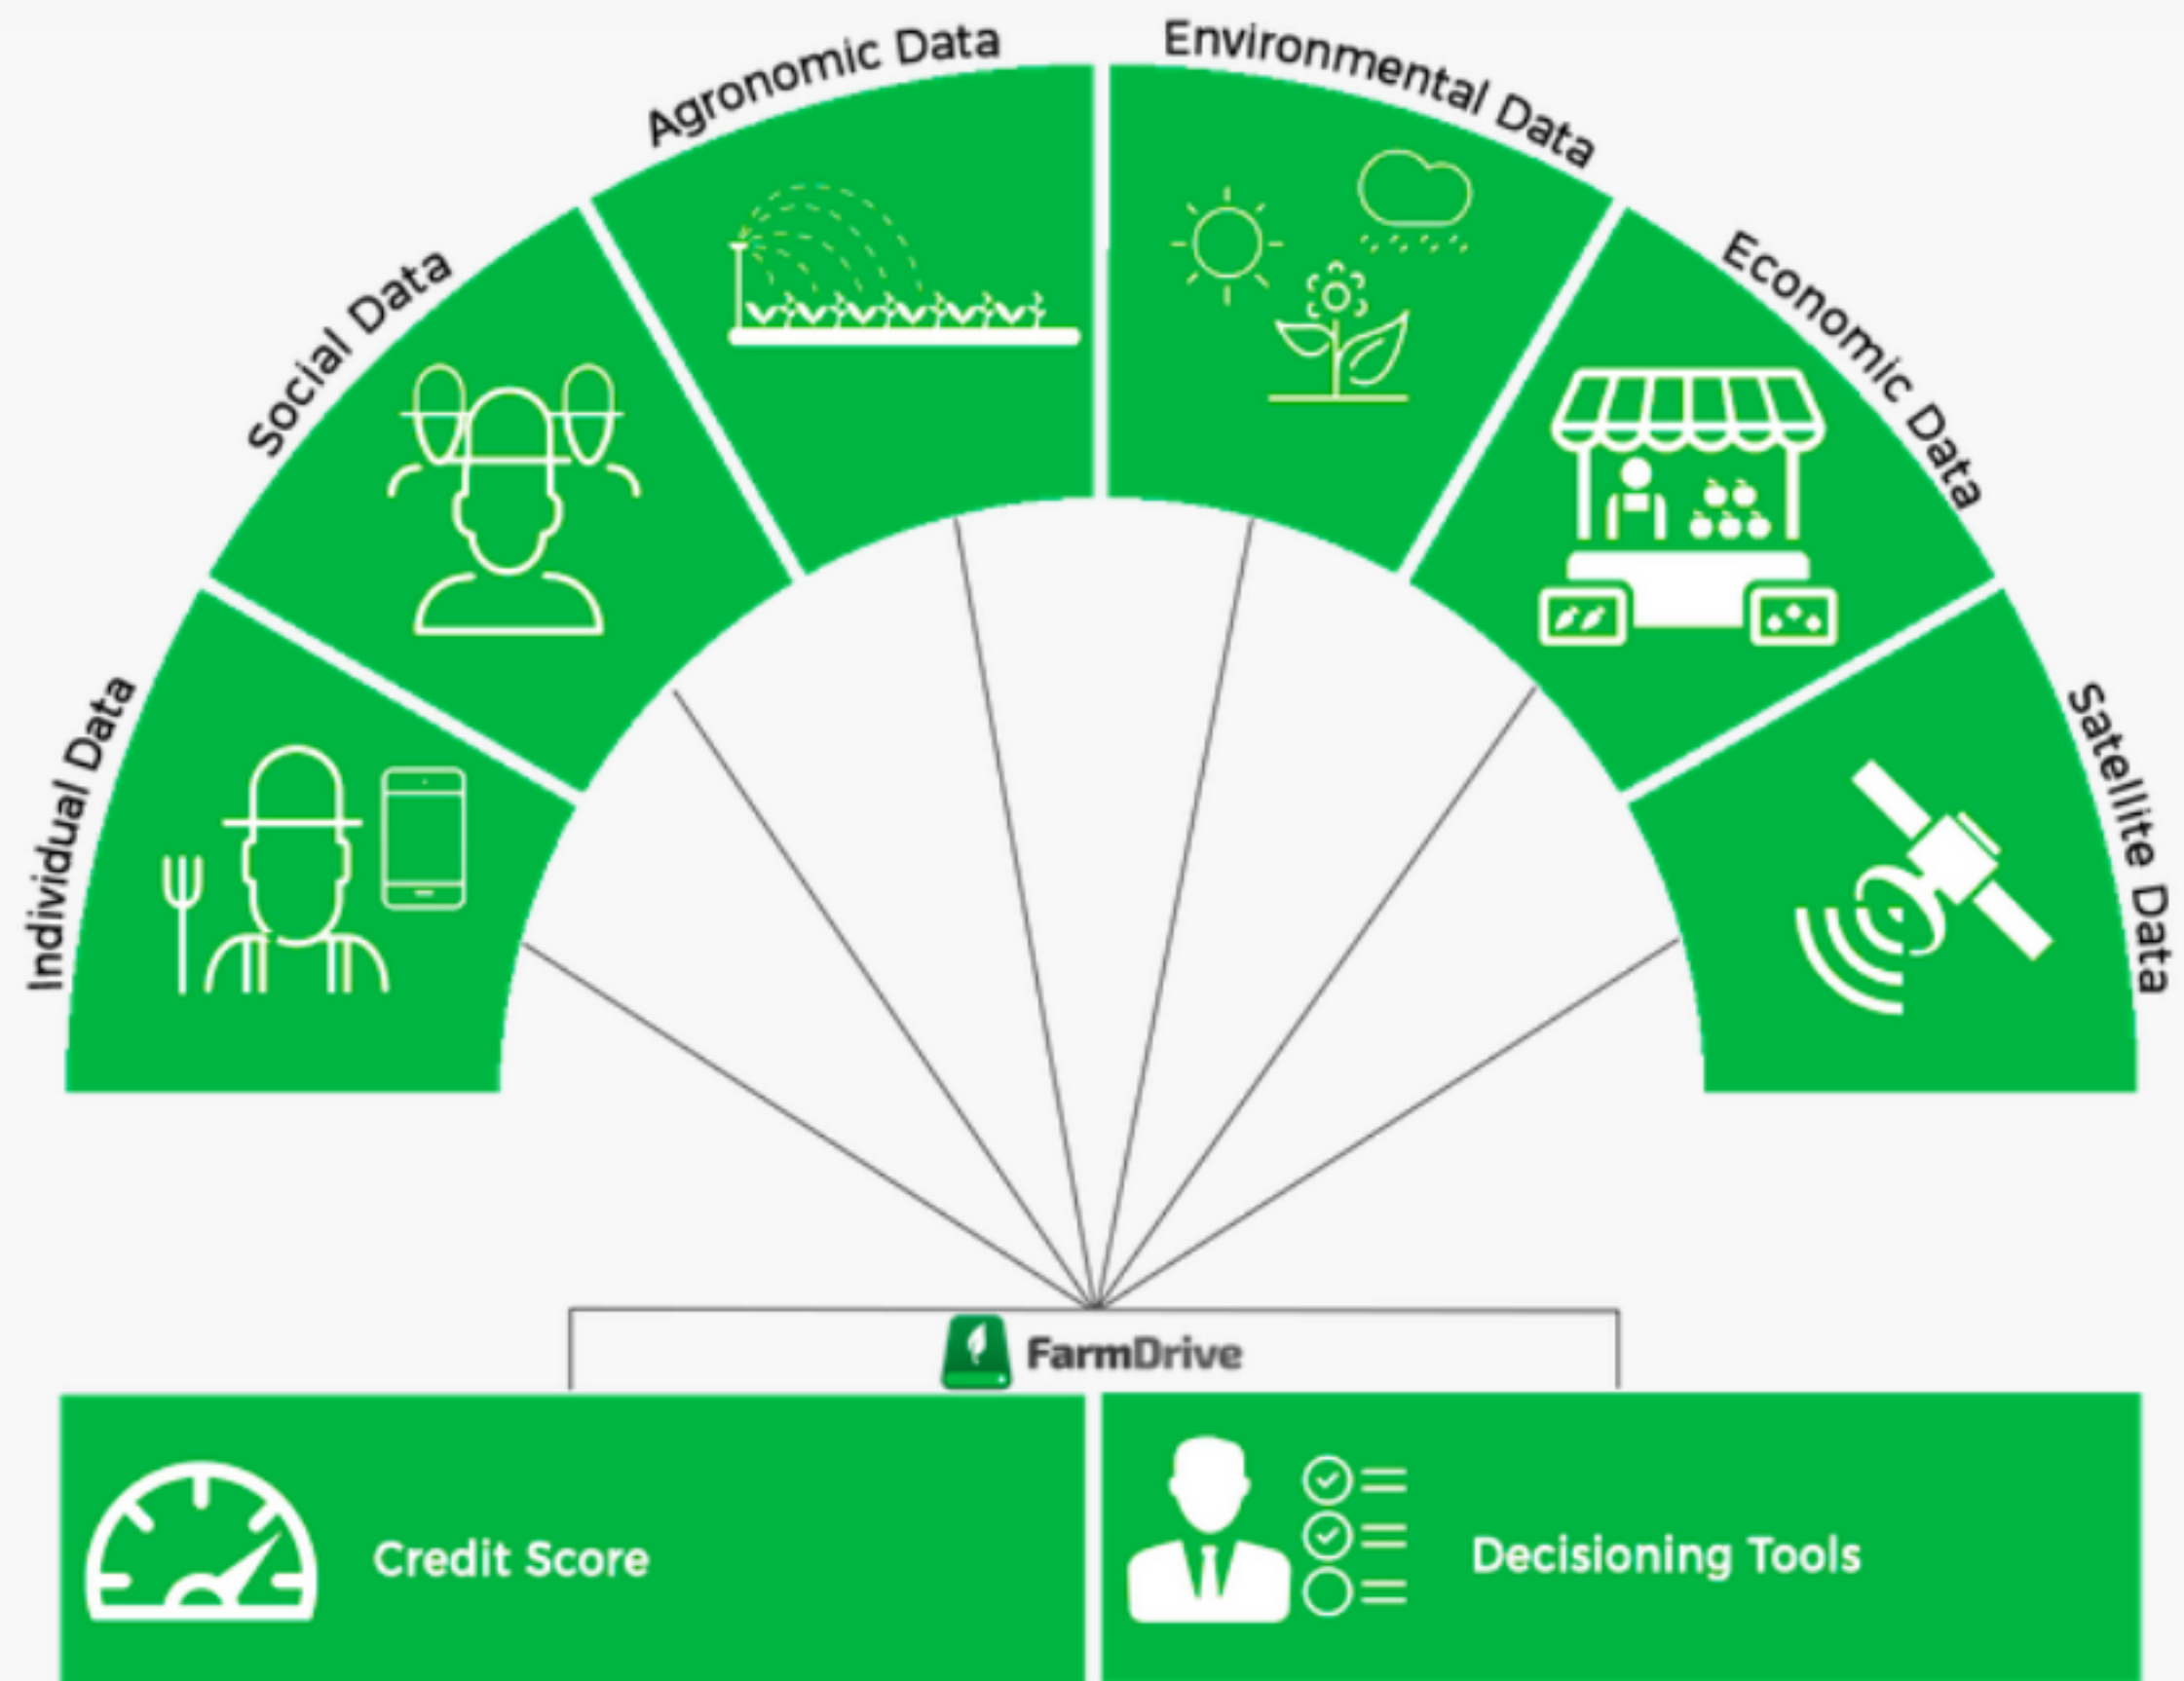 Individual Data
Social Data
Agronomic Data
Environmental Data
Economic Data
Satellite Data
FarmDrive
Credit Score
Decisioning Tools